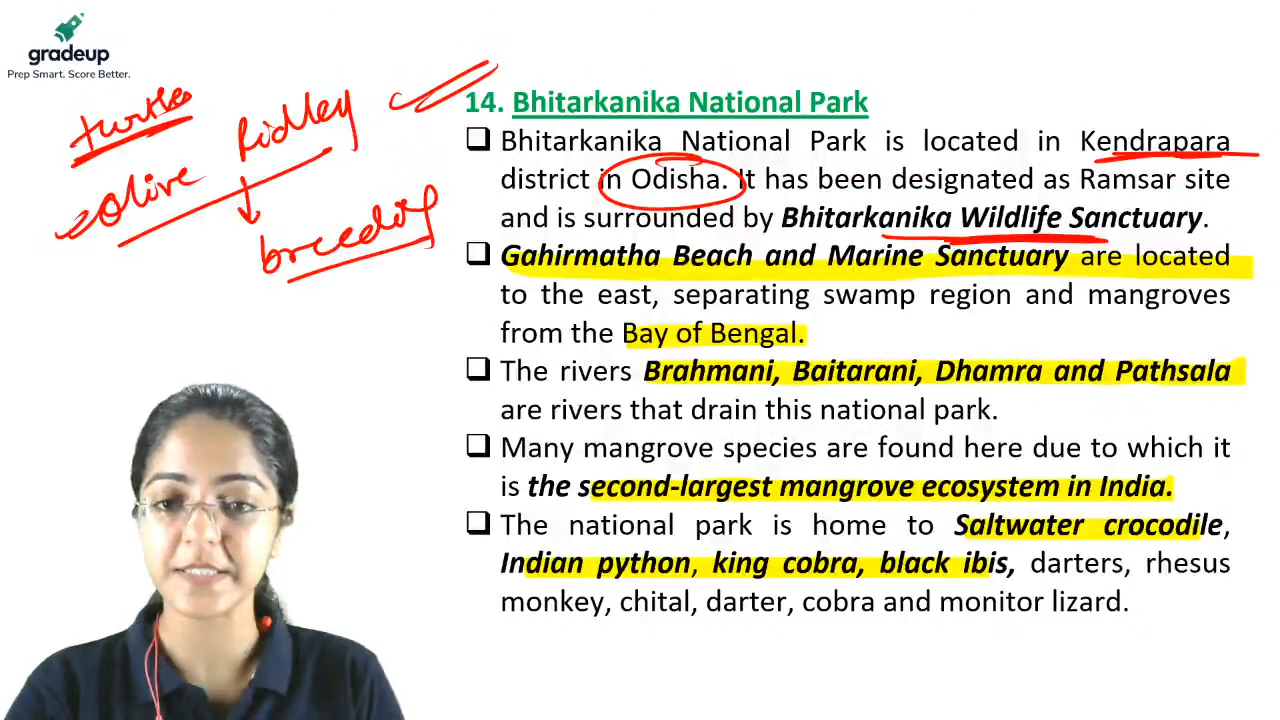 gradeup
Prep Smart. Score Better.
turtle
Olive Ridley
breeding
14. Bhitarkanika National Park
❑ Bhitarkanika National Park is located in Kendrapara
district in Odisha. It has been designated as Ramsar site
and is surrounded by Bhitarkanika Wildlife Sanctuary.
❑ Gahirmatha Beach and Marine Sanctuary are located
to the east, separating swamp region and mangroves
from the Bay of Bengal.
❑ The rivers Brahmani, Baitarani, Dhamra and Pathsala
are rivers that drain this national park.
❑ Many mangrove species are found here due to which it
is the second-largest mangrove ecosystem in India.
❑ The national park is home to Saltwater crocodile,
Indian python, king cobra, black ibis, darters, rhesus
monkey, chital, darter, cobra and monitor lizard.